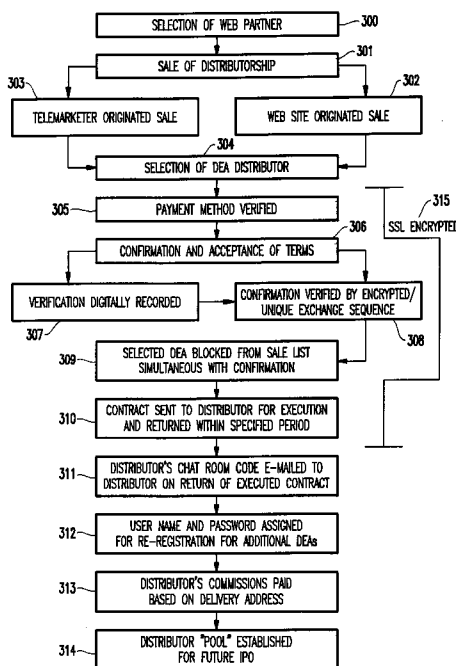 SELECTION OF WEB PARTNER
300
SALE OF DISTRIBUTORSHIP
301
303
TELEMARKETER ORIGINATED SALE
302
WEB SITE ORIGINATED SALE
304
SELECTION OF DEA DISTRIBUTOR
305
PAYMENT METHOD VERIFIED
315
SSL ENCRYPTED
306
CONFIRMATION AND ACCEPTANCE OF TERMS
VERIFICATION DIGITALLY RECORDED
307
CONFIRMATION VERIFIED BY ENCRYPTED/
UNIQUE EXCHANGE SEQUENCE
308
309
SELECTED DEA BLOCKED FROM SALE LIST
SIMULTANEOUS WITH CONFIRMATION
310
CONTRACT SENT TO DISTRIBUTOR FOR EXECUTION
AND RETURNED WITHIN SPECIFIED PERIOD
311
DISTRIBUTOR'S CHAT ROOM CODE E-MAILED TO
DISTRIBUTOR ON RETURN OF EXECUTED CONTRACT
312
USER NAME AND PASSWORD ASSIGNED
FOR RE-REGISTRATION FOR ADDITIONAL DEAs
313
DISTRIBUTOR'S COMMISSIONS PAID
BASED ON DELIVERY ADDRESS
314
DISTRIBUTOR "POOL" ESTABLISHED
FOR FUTURE IPO